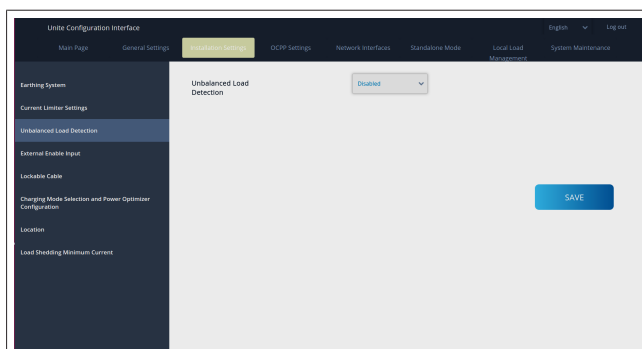 Unite Configuration Interface
English
Log out
Main Page
General Settings
Installation Settings
OCPP Settings
Network Interfaces
Standalone Mode
Local Load
Management
System Maintenance
Earthing System
Current Limiter Settings
Unbalanced Load Detection
External Enable Input
Lockable Cable
Charging Mode Selection and Power Optimizer
Configuration
Location
Load Shedding Minimum Current
Unbalanced Load
Detection
Disabled
SAVE